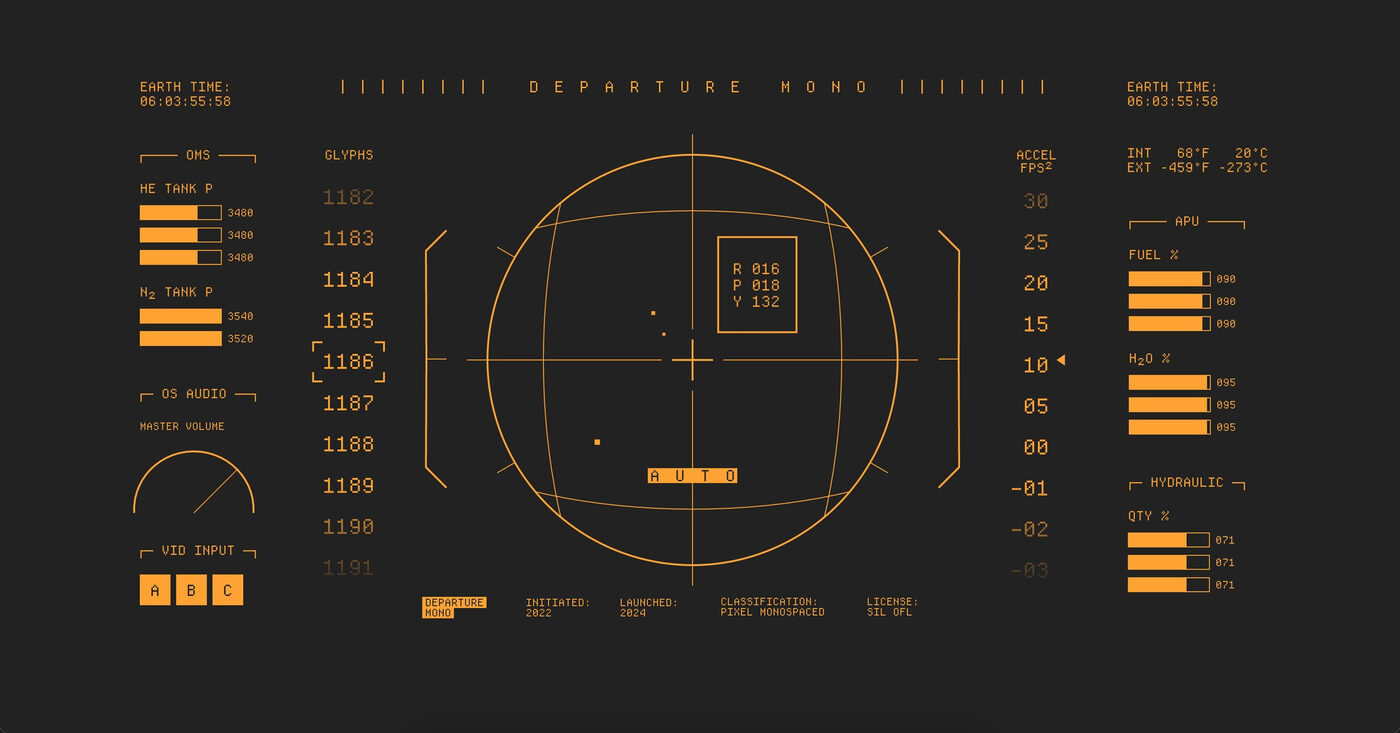 EARTH TIME:
06:03:55:58
DEPARTURE MONO
EARTH TIME:
06:03:55:58
OMS
HE TANK P
3480
3480
3480
N₂ TANK P
3540
3520
OS AUDIO
MASTER VOLUME
VID INPUT
A B C
GLYPHS
1182
1183
1184
1185
1186
1187
1188
1189
1190
1191
R 016
P 018
Y 132
AUTO
ACCEL
FPS²
30
25
20
15
10
05
00
-01
-02
-03
INT 68°F 20°C
EXT -459°F -273°C
APU
FUEL %
090
090
090
H₂O %
095
095
095
HYDRAULIC
QTY %
071
071
071
DEPARTURE
MONO
INITIATED:
2022
LAUNCHED:
2024
CLASSIFICATION:
PIXEL MONOSPACED
LICENSE:
SIL OFL